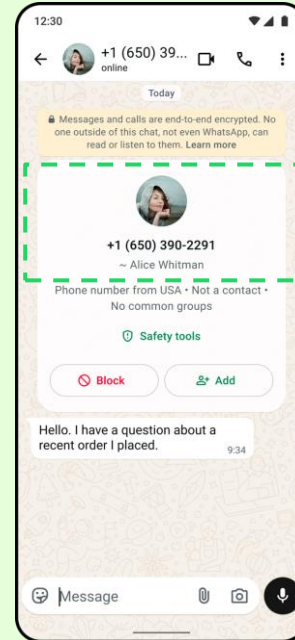 12:30
+1 (650) 39...
online
Today
Messages and calls are end-to-end encrypted. No
one outside of this chat, not even WhatsApp, can
read or listen to them. Learn more
+1 (650) 390-2291
~ Alice Whitman
Phone number from USA • Not a contact •
No common groups
Safety tools
Block
Add
Hello. I have a question about a
recent order I placed.
9:34
Message